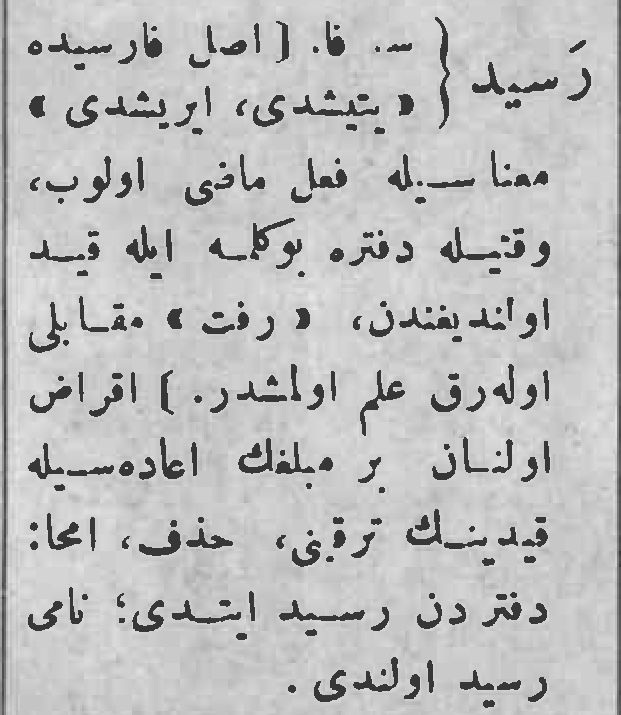 رَسید { س. فا. [ اصل فارسیده
« یتیشدی، ایریشدی »
معناسیله فعل ماضی اولوب،
وقتیله دفتره بوکلمه ایله قید
اولندیغندن، « رفت » مقابلی
اولەرق علم اولمشدر. ] اقراض
اولنان بر مبلغك اعادەسیله
قیدینك ترقینی، حذف، امحا:
دفتردن رسید ایتدی؛ نامی
رسید اولندی.